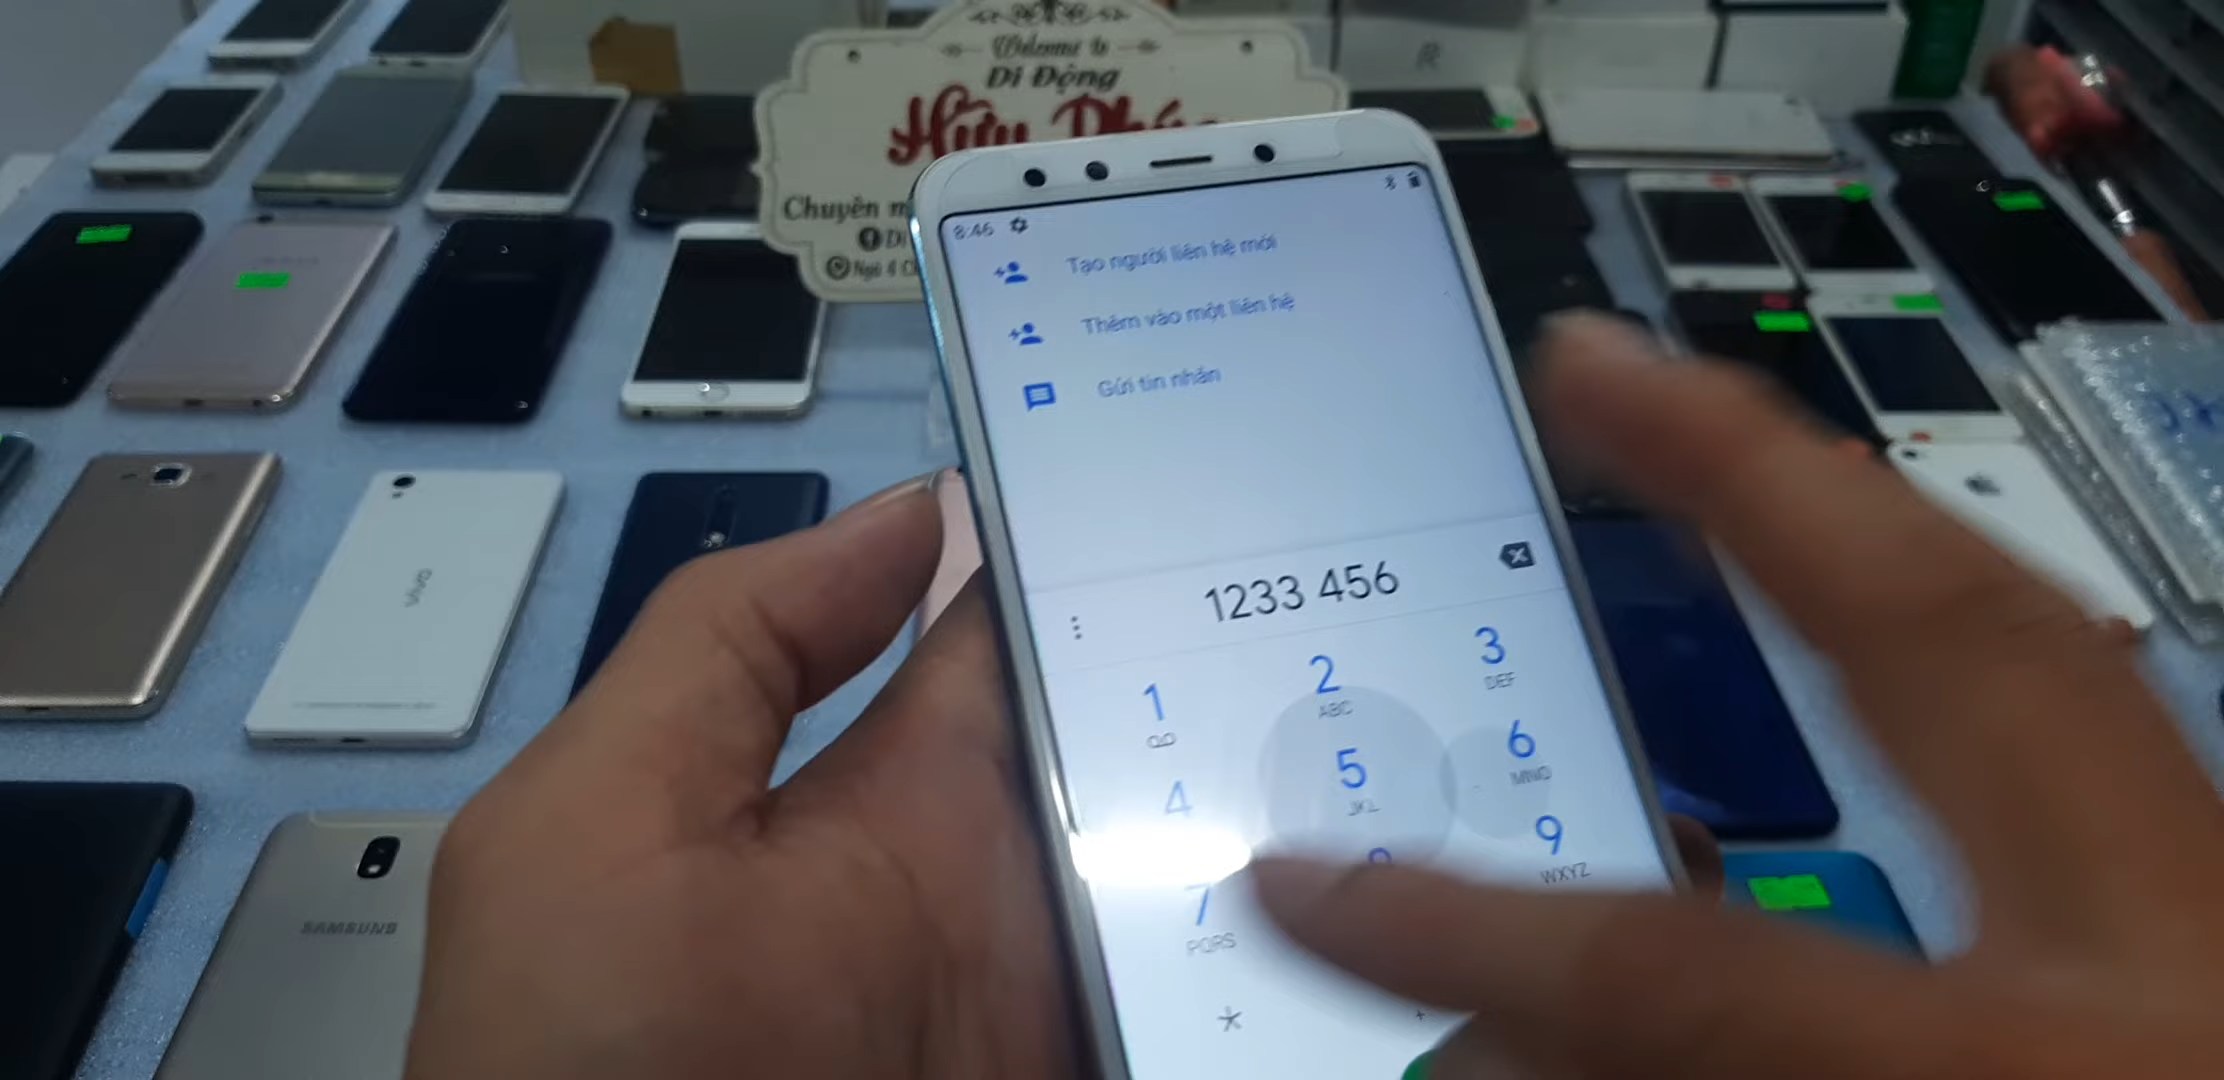 Welcome to
Di Động
Hữu Phúc
Chuyên
8:46
Tạo người liên hệ mới
Thêm vào một liên hệ
Gửi tin nhắn
1233 456
1
2
ABC
3
DEF
4
5
JKL
6
MNO
7
PQRS
9
WXYZ
*
+
vivo
SAMSUNG